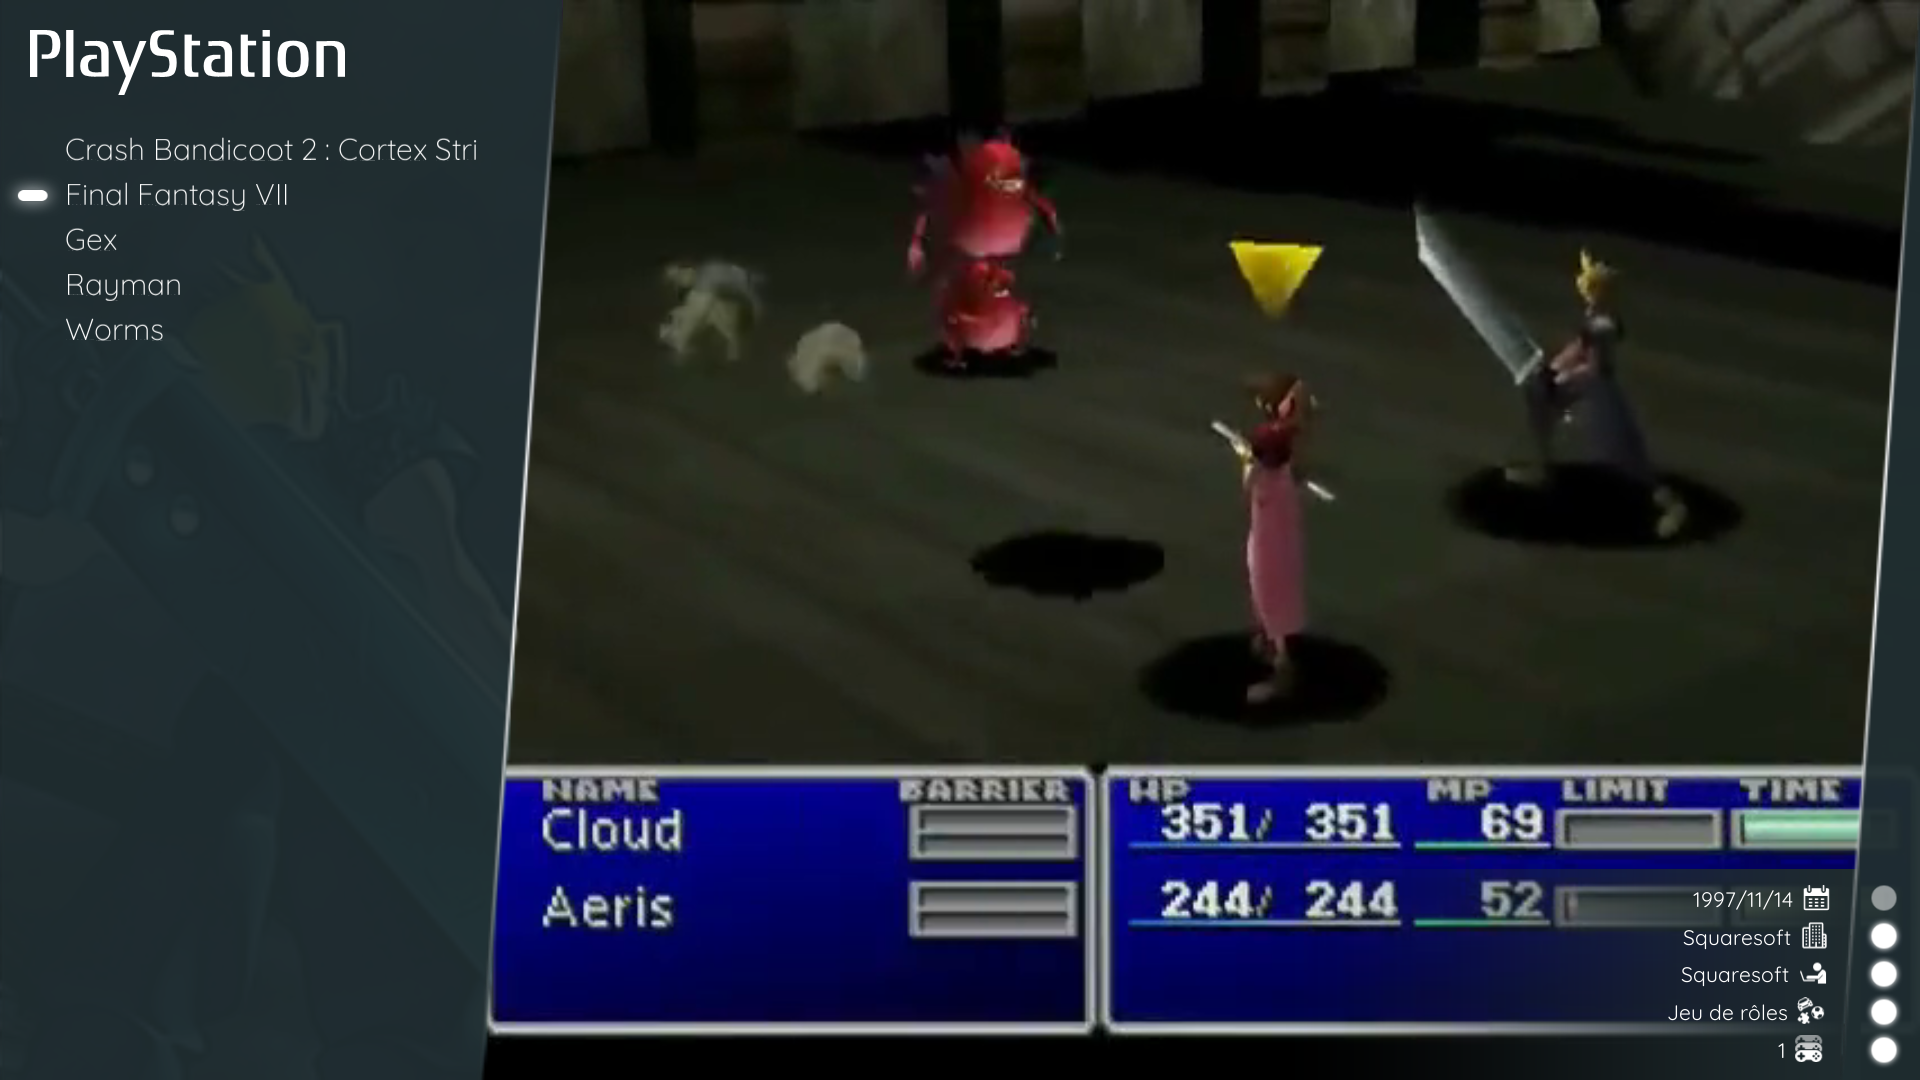 PlayStation
Crash Bandicoot 2 : Cortex Stri
Final Fantasy VII
Gex
Rayman
Worms
NAME BARRIER HP MP LIMIT TIME
Cloud 351/ 351 69
Aeris 244/ 244 52
1997/11/14
Squaresoft
Squaresoft
Jeu de rôles
1